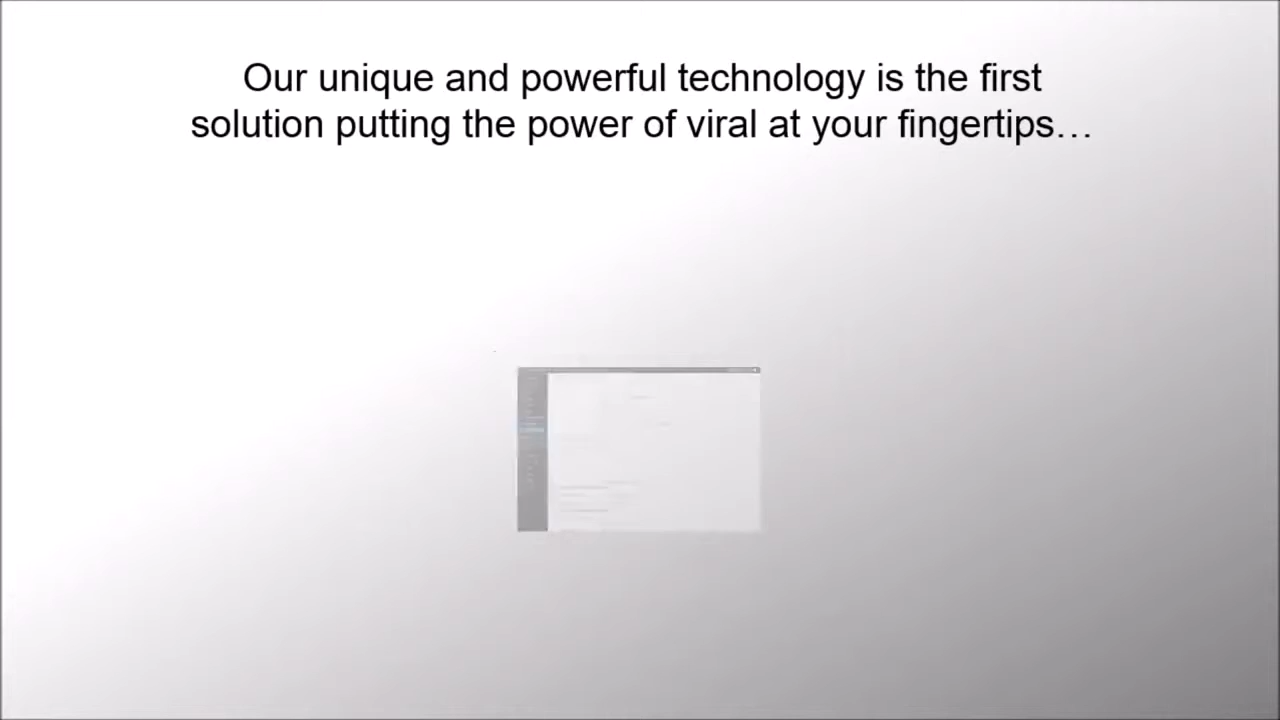 Our unique and powerful technology is the first
solution putting the power of viral at your fingertips…